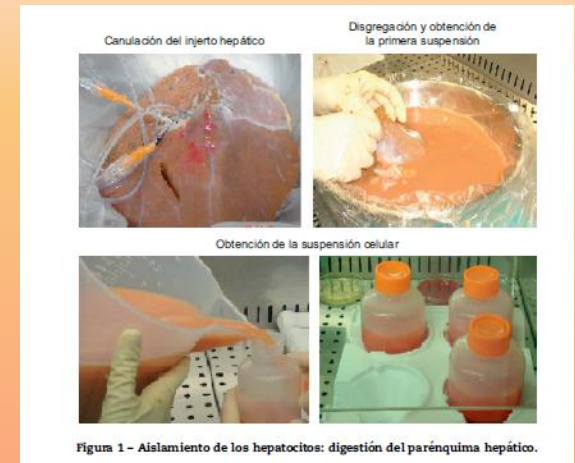 Canulación del injerto hepático
Disgregación y obtención de
la primera suspensión
Obtención de la suspensión celular
Figura 1 – Aislamiento de los hepatocitos: digestión del parénquima hepático.